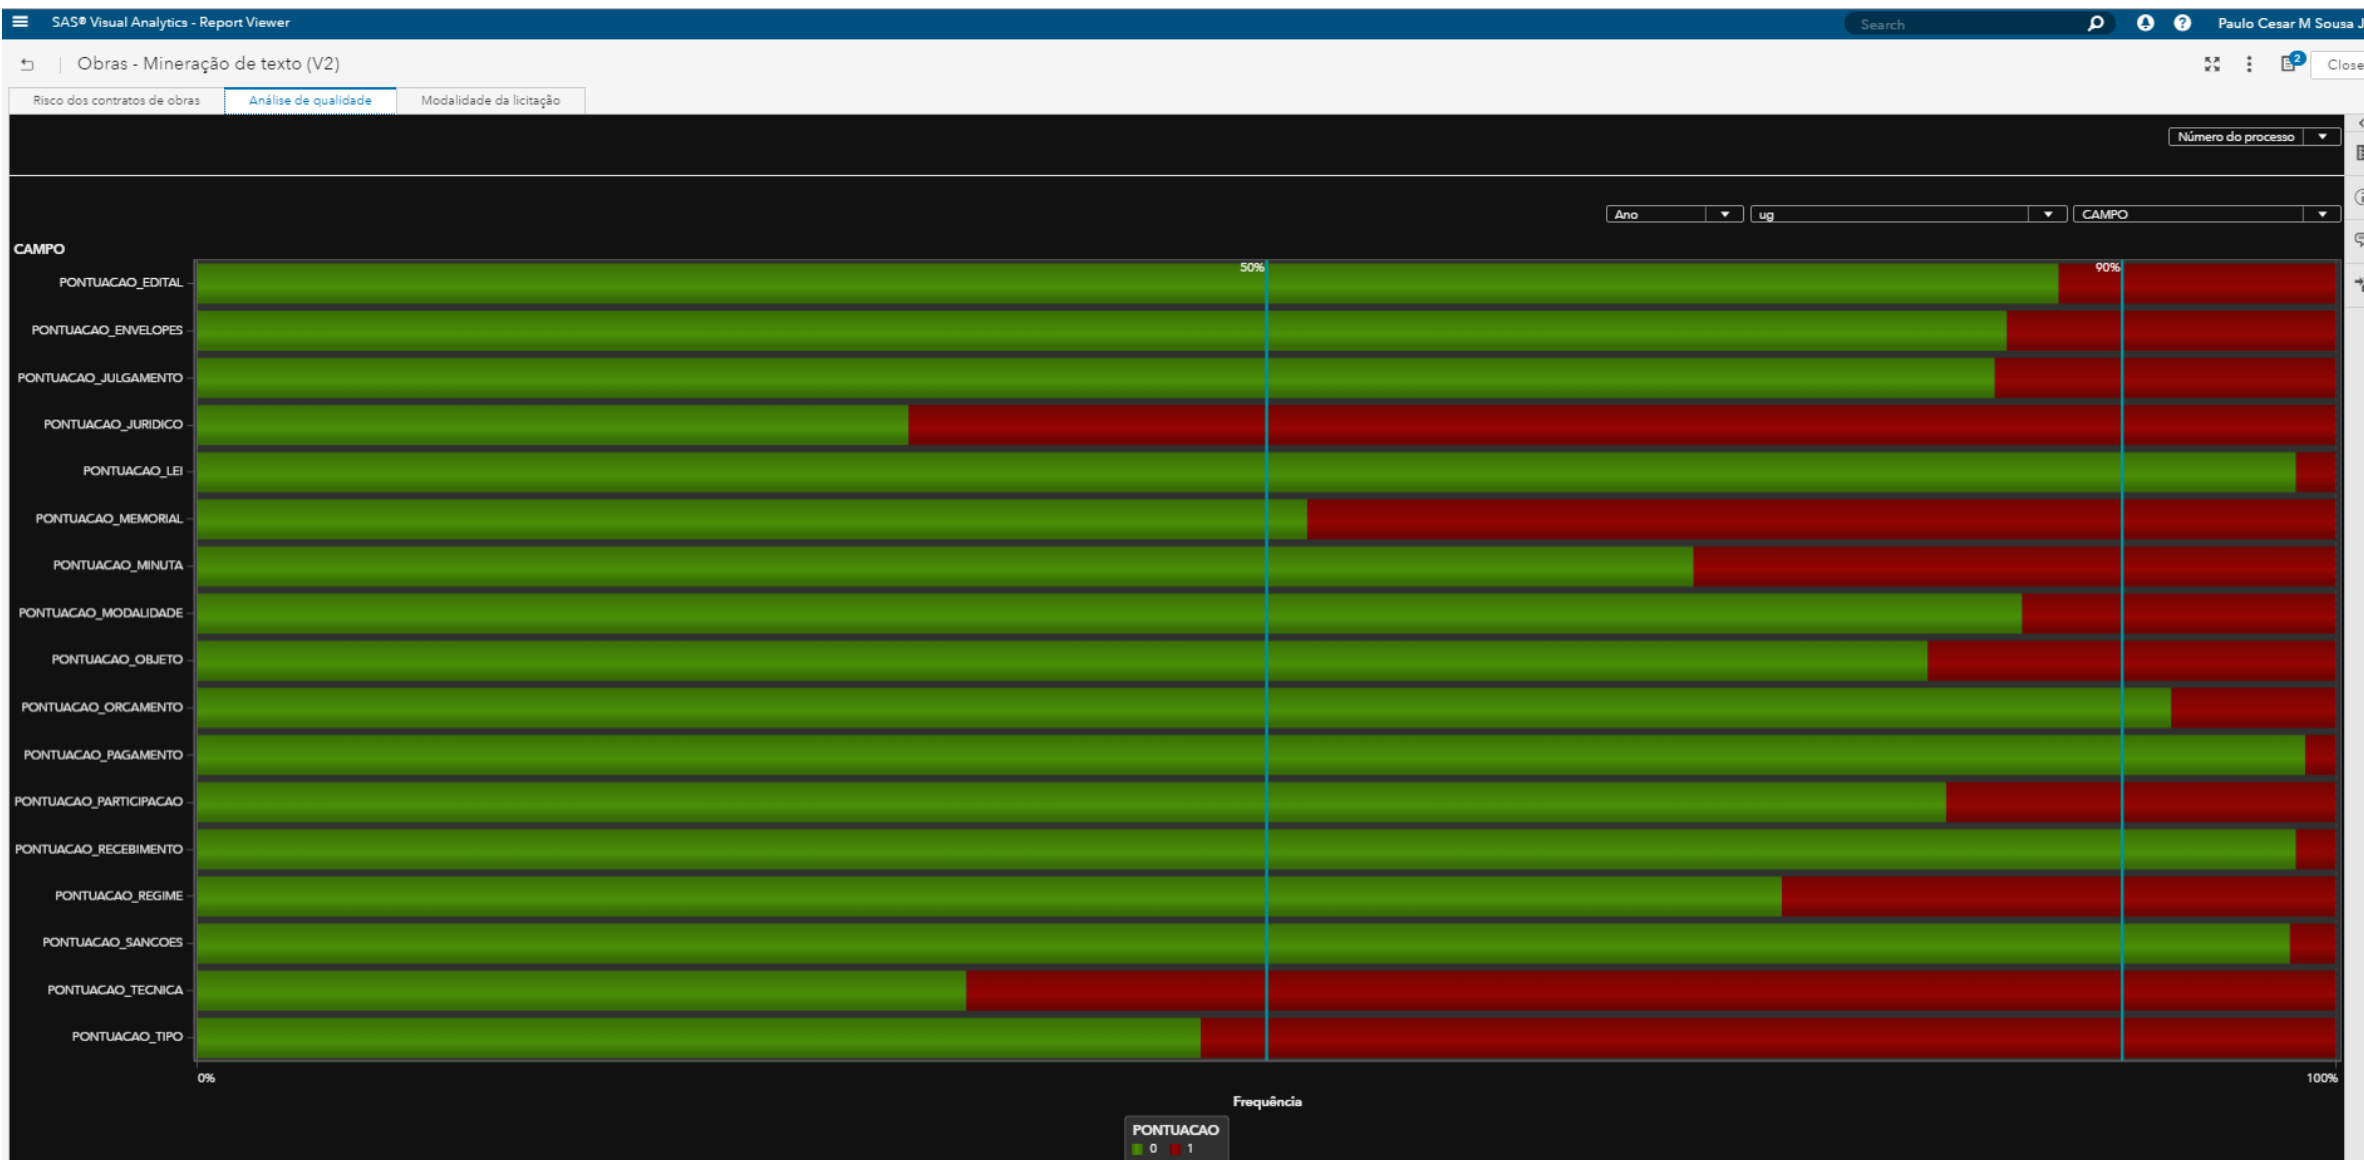 SAS® Visual Analytics - Report Viewer
Search
Paulo Cesar M Sousa J
Obras - Mineração de texto (V2)
2
Close
Risco dos contratos de obras
Análise de qualidade
Modalidade da licitação
Número do processo
Ano
ug
CAMPO
CAMPO
50%
90%
PONTUACAO_EDITAL
PONTUACAO_ENVELOPES
PONTUACAO_JULGAMENTO
PONTUACAO_JURIDICO
PONTUACAO_LEI
PONTUACAO_MEMORIAL
PONTUACAO_MINUTA
PONTUACAO_MODALIDADE
PONTUACAO_OBJETO
PONTUACAO_ORCAMENTO
PONTUACAO_PAGAMENTO
PONTUACAO_PARTICIPACAO
PONTUACAO_RECEBIMENTO
PONTUACAO_REGIME
PONTUACAO_SANCOES
PONTUACAO_TECNICA
PONTUACAO_TIPO
0%
100%
Frequência
PONTUACAO
0 1